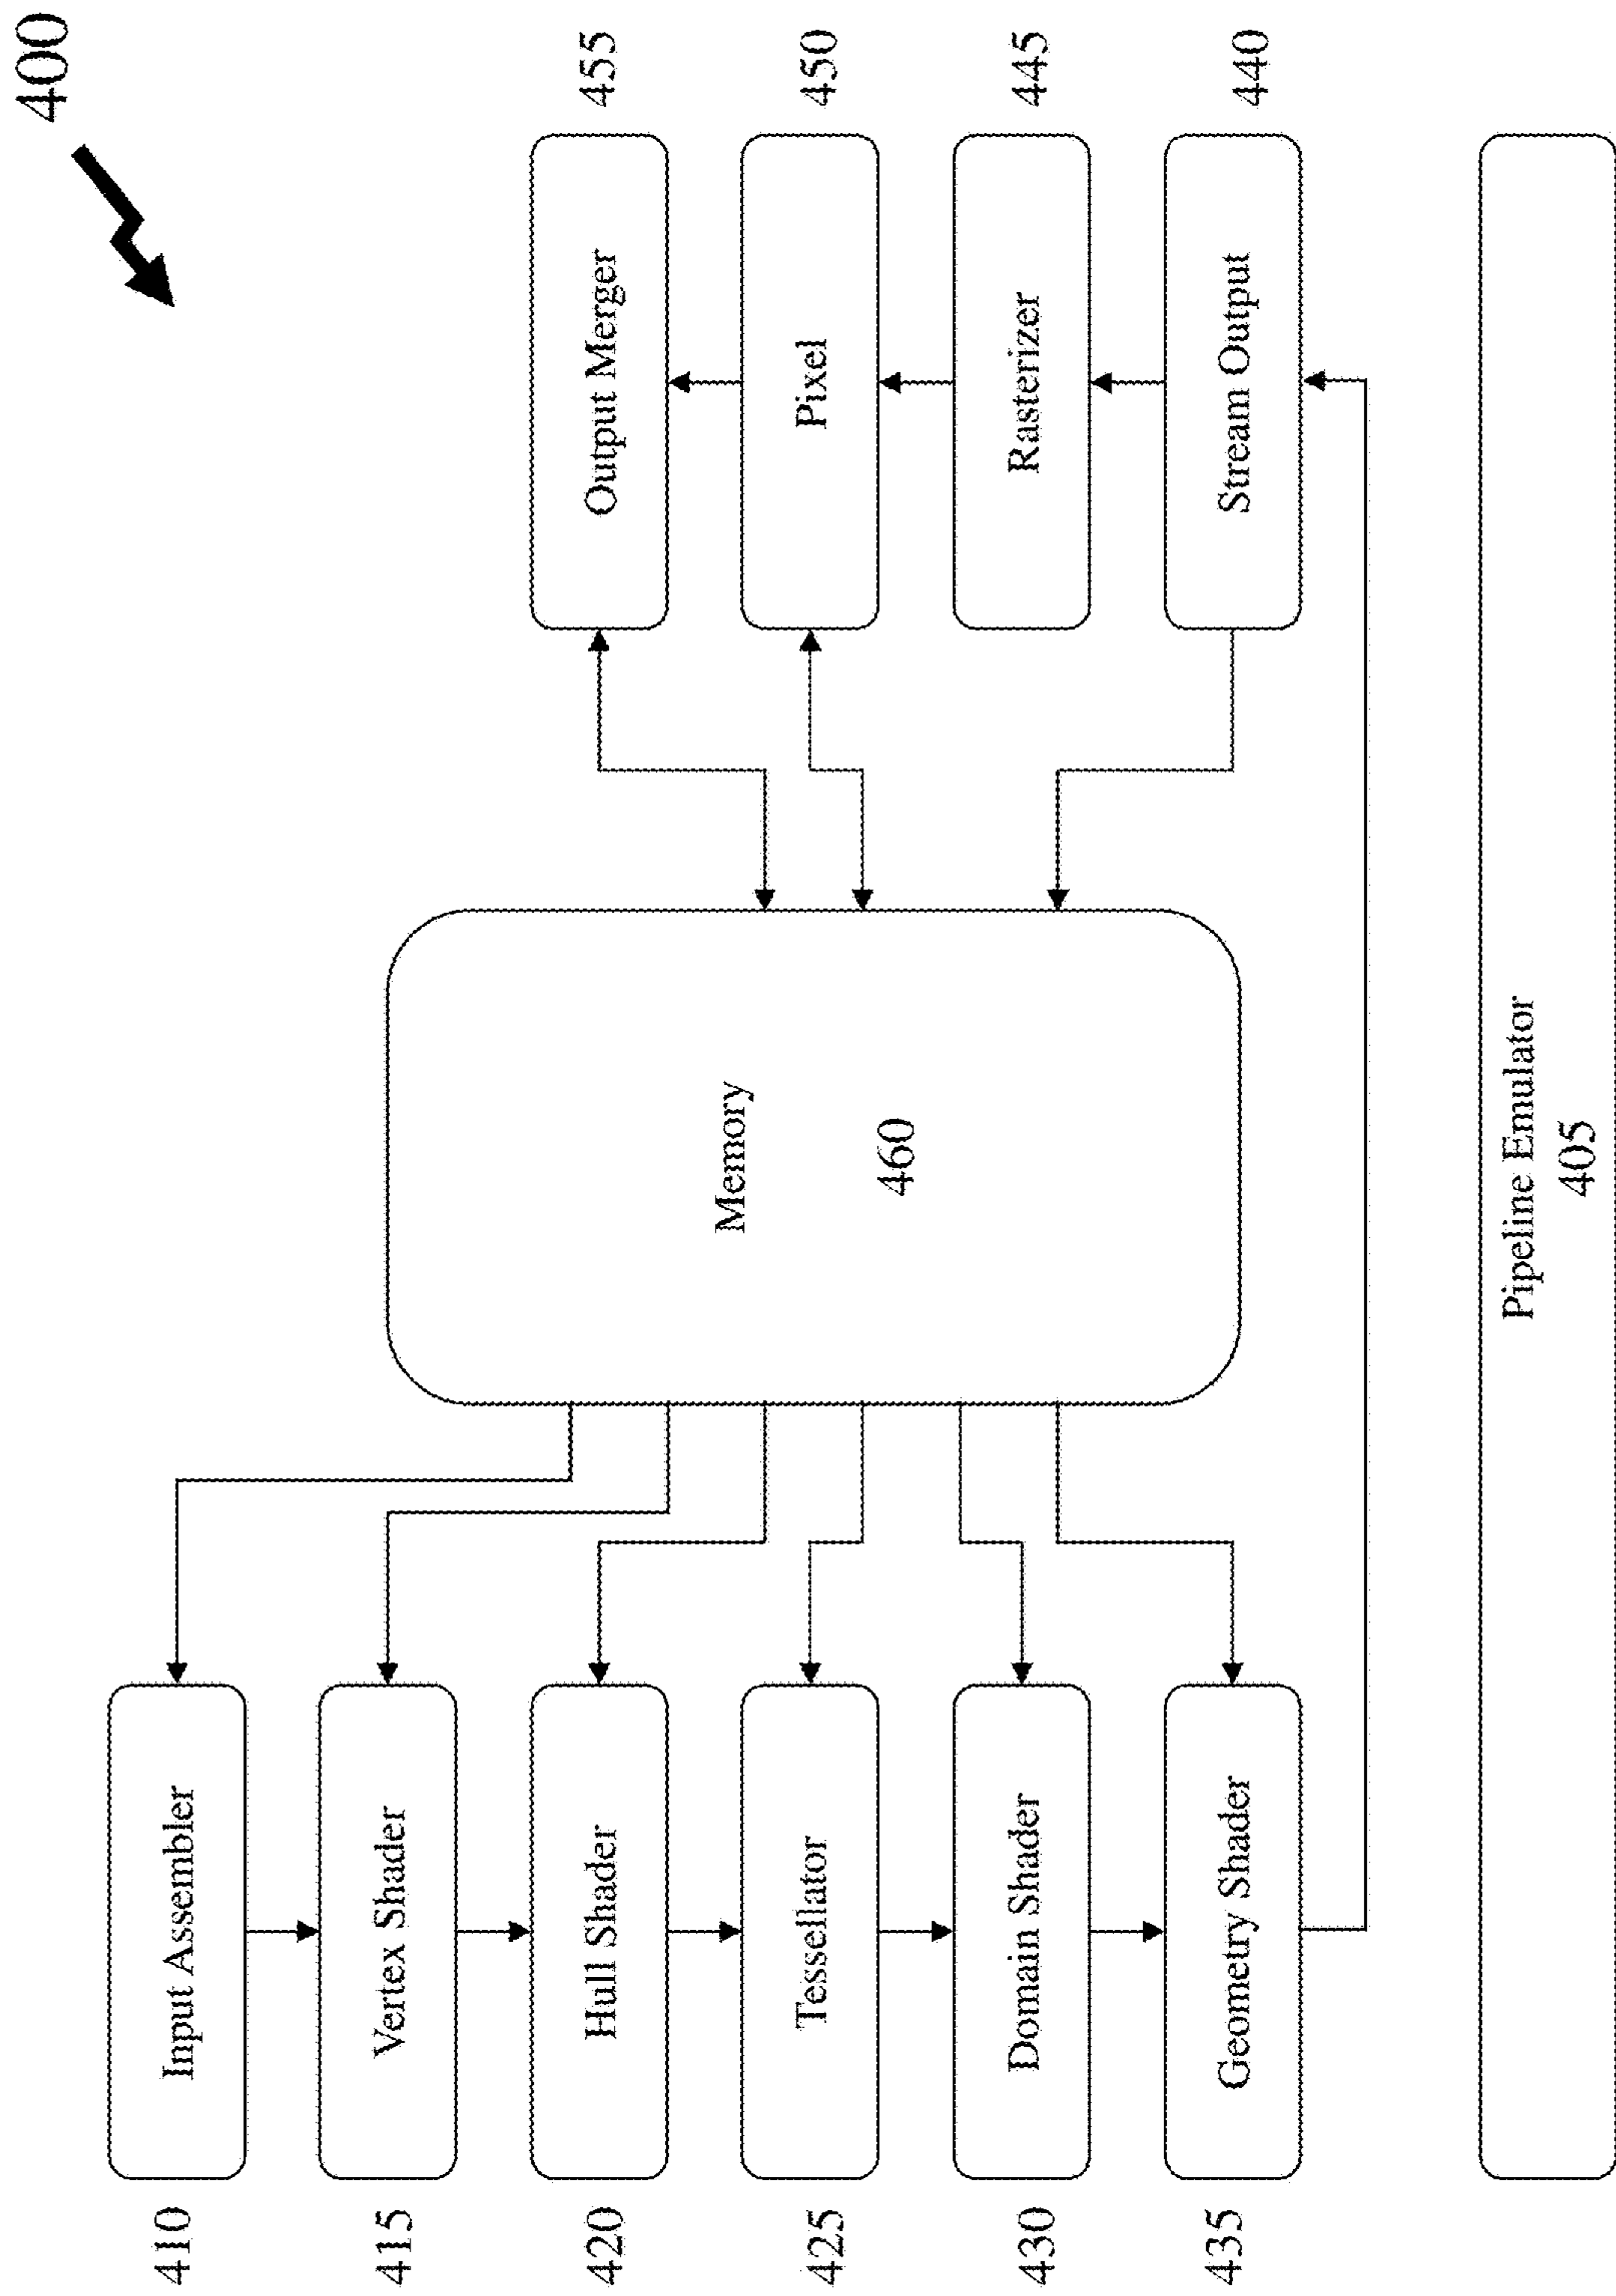 400
410
Input Assembler
415
Vertex Shader
420
Hull Shader
425
Tessellator
430
Domain Shader
435
Geometry Shader
Memory
460
Output Merger
455
Pixel
450
Rasterizer
445
Stream Output
440
Pipeline Emulator
405